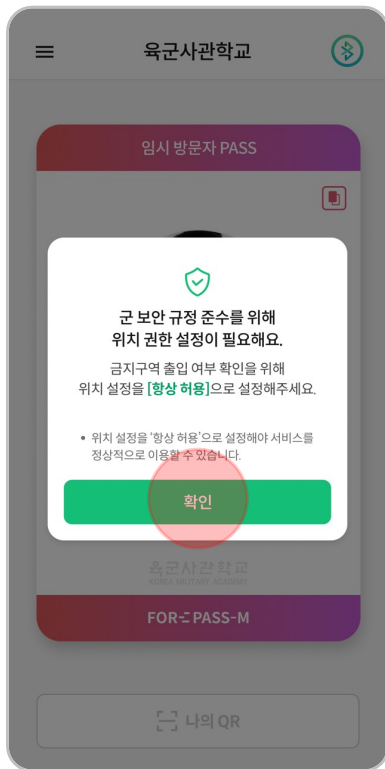 육군사관학교
임시 방문자 PASS
군 보안 규정 준수를 위해
위치 권한 설정이 필요해요.
금지구역 출입 여부 확인을 위해
위치 설정을 [항상 허용]으로 설정해주세요.
• 위치 설정을 ‘항상 허용’으로 설정해야 서비스를
정상적으로 이용할 수 있습니다.
확인
육군사관학교
KOREA MILITARY ACADEMY
FOR-Ξ PASS-M
나의 QR